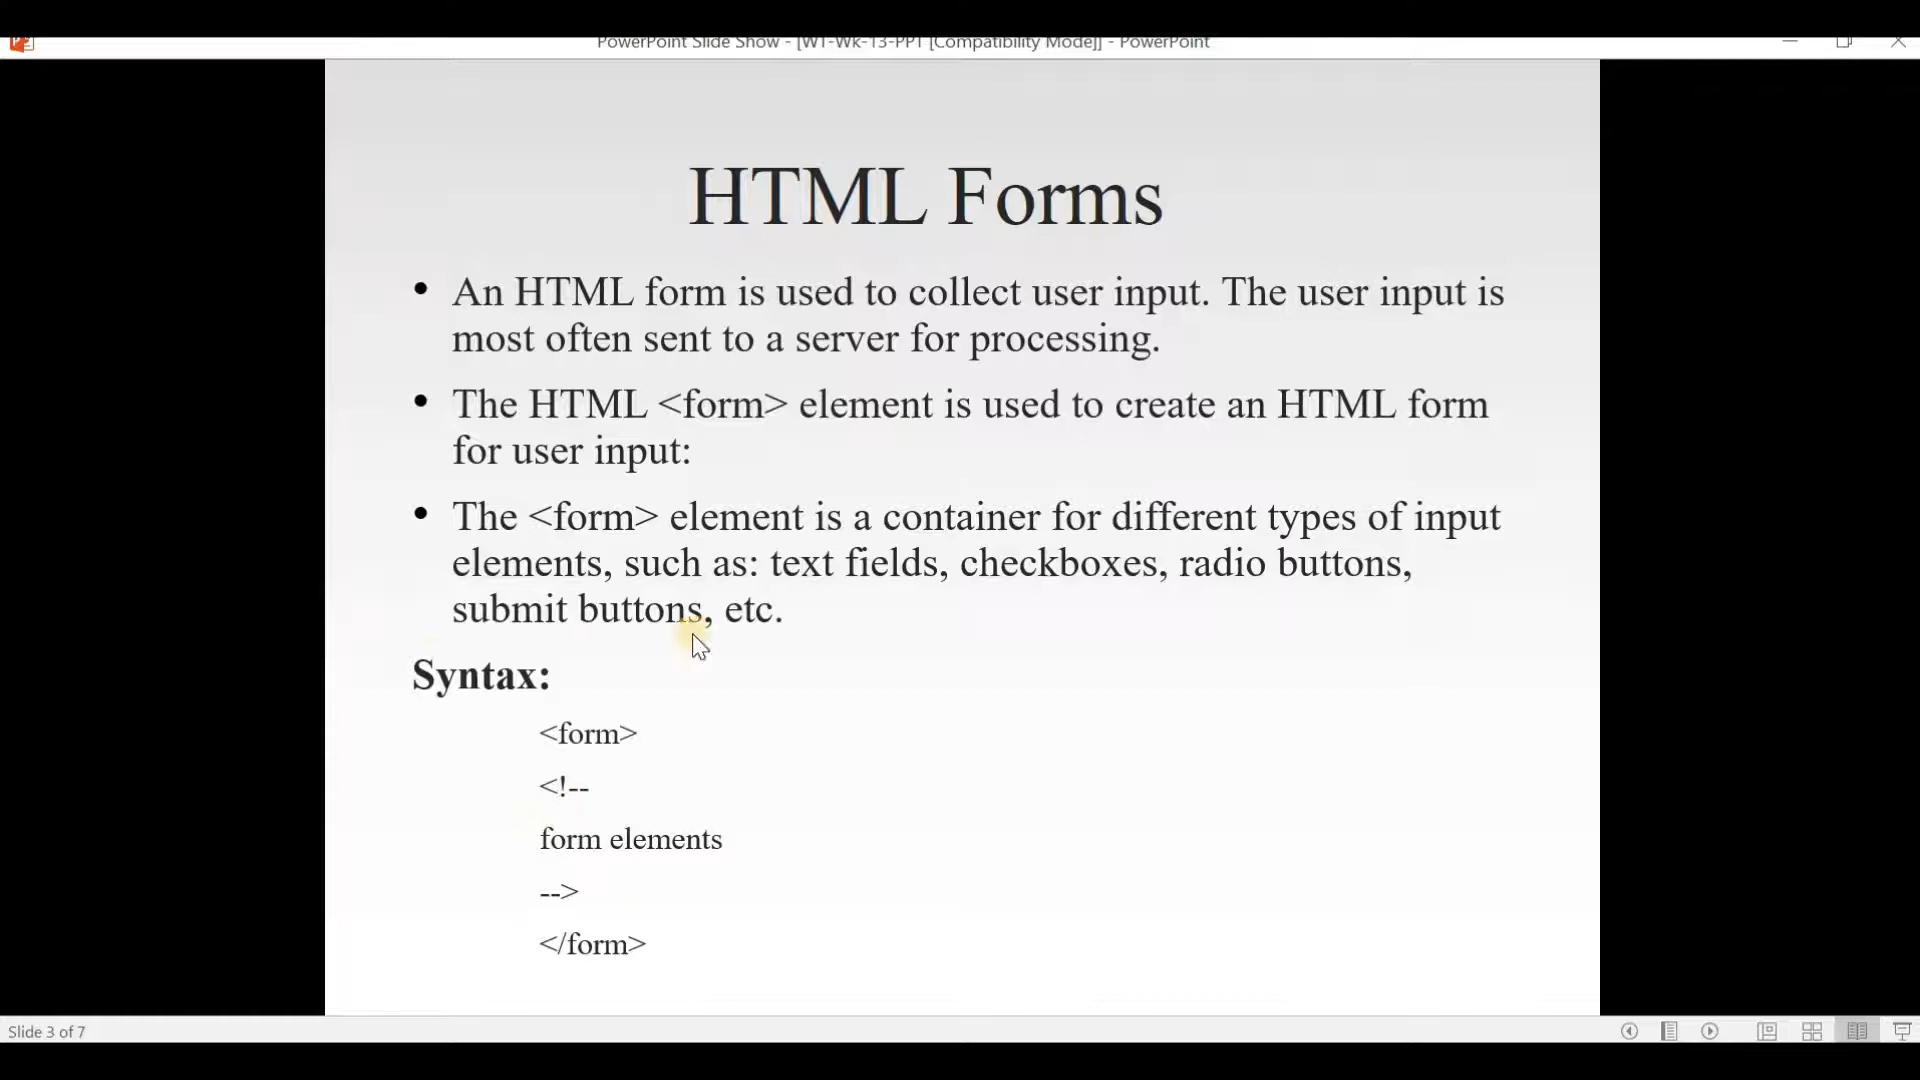 PowerPoint Slide Show - [WT-Wk-13-PPT [Compatibility Mode]] - PowerPoint
HTML Forms
• An HTML form is used to collect user input. The user input is
most often sent to a server for processing.
• The HTML <form> element is used to create an HTML form
for user input:
• The <form> element is a container for different types of input
elements, such as: text fields, checkboxes, radio buttons,
submit buttons, etc.
Syntax:
<form>
<!--
form elements
-->
</form>
Slide 3 of 7